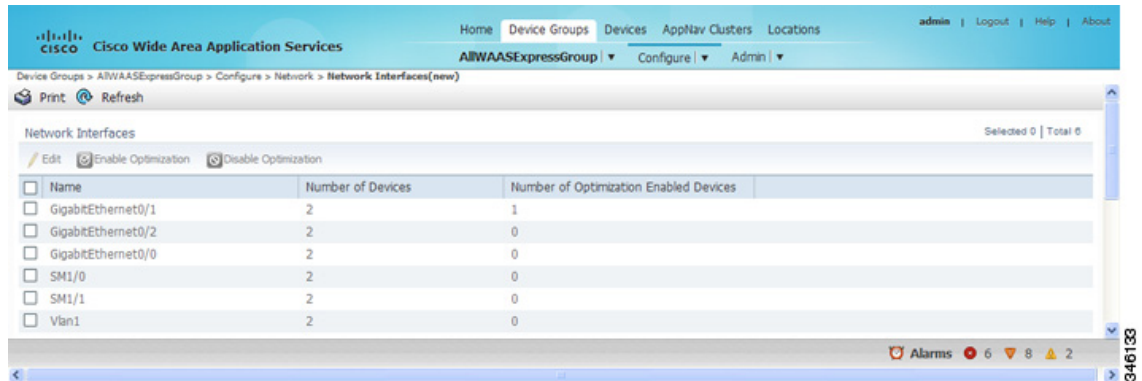 CISCO Cisco Wide Area Application Services
Home Device Groups Devices AppNav Clusters Locations
admin | Logout | Help | About
AllWAASExpressGroup | Configure | Admin |
Device Groups > AllWAASExpressGroup > Configure > Network > Network Interfaces(new)
Print Refresh
Network Interfaces
Selected 0 | Total 6
Edit Enable Optimization Disable Optimization
Name Number of Devices Number of Optimization Enabled Devices
GigabitEthernet0/1 2 1
GigabitEthernet0/2 2 0
GigabitEthernet0/0 2 0
SM1/0 2 0
SM1/1 2 0
Vlan1 2 0
Alarms 6 8 2
346133